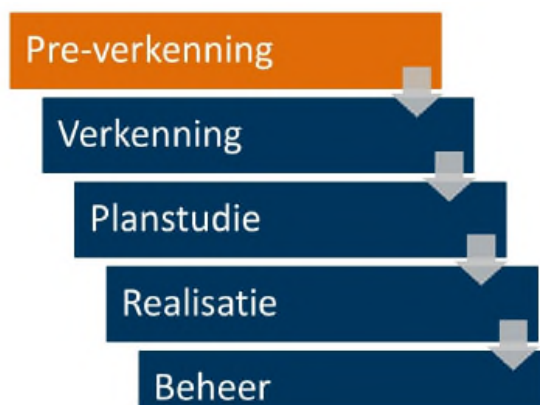 Pre-verkenning
Verkenning
Planstudie
Realisatie
Beheer